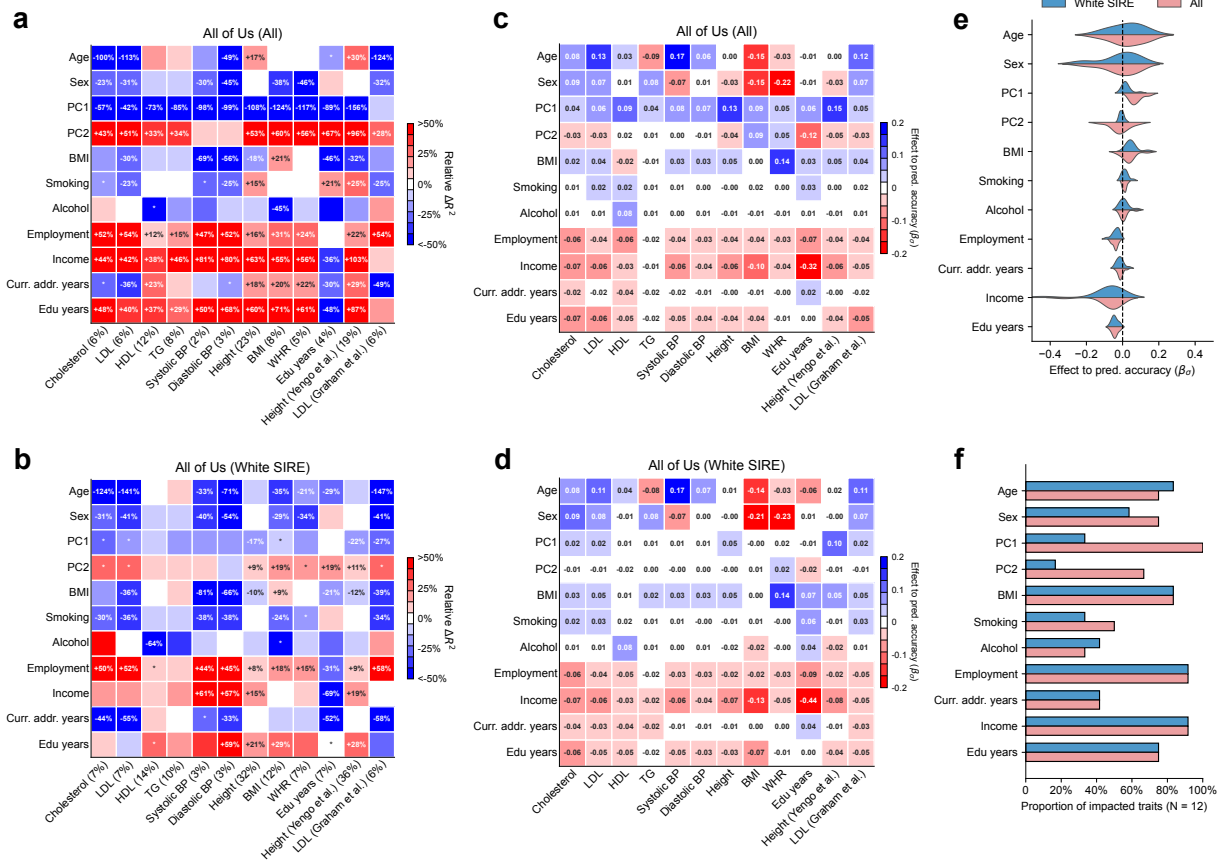 a
All of Us (All)
Age -100% -113% -49% +17% * +30% -124%
Sex -23% -31% -30% -45% -38% -46% -32%
PC1 -57% -42% -73% -85% -98% -99% -108% -124% -117% -89% -156%
PC2 +43% +51% +33% +34% +53% +60% +56% +67% +96% +28%
BMI -30% -69% -56% -18% +21% -46% -32%
Smoking * -23% * -25% +15% +21% +25% -25%
Alcohol * -45%
Employment +52% +54% +12% +15% +47% +52% +16% +31% +24% +22% +54%
Income +44% +42% +38% +46% +81% +80% +63% +55% +56% -36% +103%
Curr. addr. years * -36% +23% * +18% +20% +22% -30% +29% -49%
Edu years +48% +40% +37% +29% +50% +68% +60% +71% +61% -48% +87%
Cholesterol (6%) LDL (6%) HDL (12%) TG (8%) Systolic BP (2%) Diastolic BP (3%) Height (23%) BMI (8%) WHR (5%) Edu years (4%) Height (Yengo et al.) (19%) LDL (Graham et al.) (6%)
>50%
25%
0%
-25%
<-50%
Relative ΔR²
b
All of Us (White SIRE)
Age -124% -141% -33% -71% -35% -21% -29% -147%
Sex -31% -41% -40% -54% -29% -34% -41%
PC1 * * -17% * -22% -27%
PC2 * * +9% +19% * +19% +11% *
BMI -36% -81% -66% -10% +9% -21% -12% -39%
Smoking -30% -36% -38% -38% -24% * -34%
Alcohol -64% *
Employment +50% +52% * +44% +45% +8% +18% +15% -31% +9% +58%
Income +61% +57% +15% -69% +19%
Curr. addr. years -44% -55% * -33% -52% -58%
Edu years * +59% +21% +29% * +28%
Cholesterol (7%) LDL (7%) HDL (14%) TG (10%) Systolic BP (3%) Diastolic BP (3%) Height (32%) BMI (12%) WHR (7%) Edu years (7%) Height (Yengo et al.) (36%) LDL (Graham et al.) (6%)
>50%
25%
0%
-25%
<-50%
Relative ΔR²
c
All of Us (All)
Age 0.08 0.13 0.03 -0.09 0.17 0.06 0.00 -0.15 -0.03 -0.01 0.00 0.12
Sex 0.09 0.07 -0.01 0.08 -0.07 0.01 -0.03 -0.15 -0.22 -0.01 -0.03 0.06
PC1 0.04 0.06 0.09 0.04 0.08 0.07 0.13 0.09 0.05 0.06 0.15 0.05
PC2 -0.03 -0.03 0.02 0.01 0.00 -0.01 -0.04 0.09 0.05 -0.12 -0.05 -0.03
BMI 0.02 0.04 -0.02 0.01 0.03 0.03 0.05 0.00 0.14 0.03 0.05 0.04
Smoking 0.01 0.02 0.02 0.00 0.01 0.00 -0.01 -0.00 0.00 0.03 -0.00 0.01
Alcohol 0.01 0.01 0.08 0.01 0.00 0.01 -0.01 -0.02 -0.01 0.03 -0.02 0.01
Employment -0.06 -0.04 -0.06 -0.02 -0.04 -0.03 -0.04 -0.04 -0.03 -0.07 -0.04 -0.04
Income -0.07 -0.06 -0.03 -0.01 -0.06 -0.04 -0.06 -0.10 -0.04 -0.32 -0.06 -0.05
Curr. addr. years -0.02 -0.02 -0.04 -0.02 -0.02 -0.01 -0.02 -0.01 -0.01 0.02 -0.00 -0.02
Edu years -0.07 -0.06 -0.05 -0.01 -0.05 -0.04 -0.04 -0.05 -0.03 -0.01 -0.04 -0.05
Cholesterol LDL HDL TG Systolic BP Diastolic BP Height BMI WHR Edu years Height (Yengo et al.) LDL (Graham et al.)
0.2
0.1
0.0
-0.1
-0.2
Effect to pred. accuracy (βσ)
d
All of Us (White SIRE)
Age 0.08 0.11 0.04 -0.08 0.17 0.07 0.01 -0.14 -0.03 -0.06 0.01 0.11
Sex 0.09 0.08 -0.01 0.08 -0.07 -0.00 -0.00 -0.21 -0.23 -0.01 -0.00 0.07
PC1 0.02 0.02 0.01 0.01 0.01 0.00 0.05 0.01 0.00 0.02 0.10 0.02
PC2 -0.02 -0.02 -0.01 -0.00 -0.01 -0.01 -0.00 0.00 0.02 -0.02 -0.01 -0.01
BMI 0.03 0.05 0.01 0.02 0.03 0.03 0.02 0.00 0.14 0.07 0.05 0.05
Smoking 0.02 0.03 0.01 0.01 0.01 0.00 -0.01 -0.01 -0.00 0.06 -0.01 0.02
Alcohol 0.01 0.01 0.08 0.01 -0.01 0.01 -0.01 -0.02 -0.01 0.04 -0.02 0.01
Employment -0.06 -0.05 -0.05 -0.02 -0.05 -0.03 -0.02 -0.05 -0.03 -0.09 -0.02 -0.05
Income -0.07 -0.06 -0.04 -0.03 -0.06 -0.05 -0.05 -0.13 -0.06 -0.44 -0.04 -0.05
Curr. addr. years -0.04 -0.03 -0.04 -0.02 -0.01 -0.01 -0.00 -0.01 0.00 0.04 -0.01 -0.03
Edu years -0.06 -0.05 -0.05 -0.02 -0.05 -0.03 -0.03 -0.07 -0.01 0.00 -0.04 -0.05
Cholesterol LDL HDL TG Systolic BP Diastolic BP Height BMI WHR Edu years Height (Yengo et al.) LDL (Graham et al.)
0.2
0.1
0.0
-0.1
-0.2
Effect to pred. accuracy (βσ)
e
White SIRE All
Age
Sex
PC1
PC2
BMI
Smoking
Alcohol
Employment
Curr. addr. years
Income
Edu years
−0.4 −0.2 0.0 0.2 0.4
Effect to pred. accuracy (βσ)
f
Age
Sex
PC1
PC2
BMI
Smoking
Alcohol
Employment
Curr. addr. years
Income
Edu years
0% 20% 40% 60% 80% 100%
Proportion of impacted traits (N = 12)